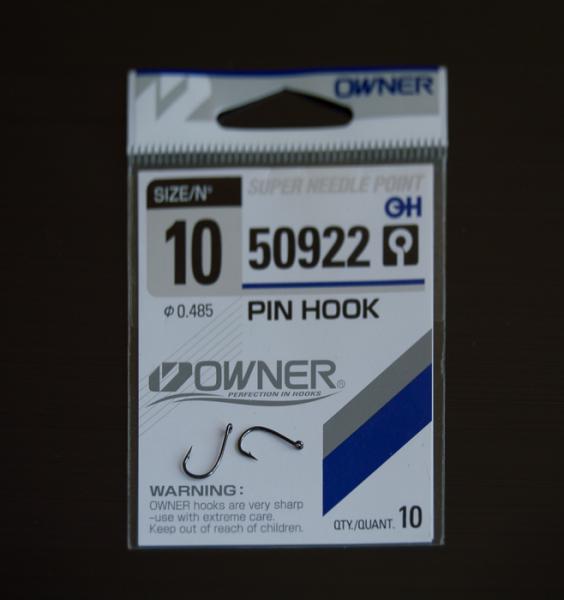 OWNER
SIZE/N°
SUPER NEEDLE POINT
OH
10
50922
φ 0.485
PIN HOOK
OWNER®
PERFECTION IN HOOKS
WARNING:
OWNER hooks are very sharp
-use with extreme care.
Keep out of reach of children.
QTY./QUANT. 10